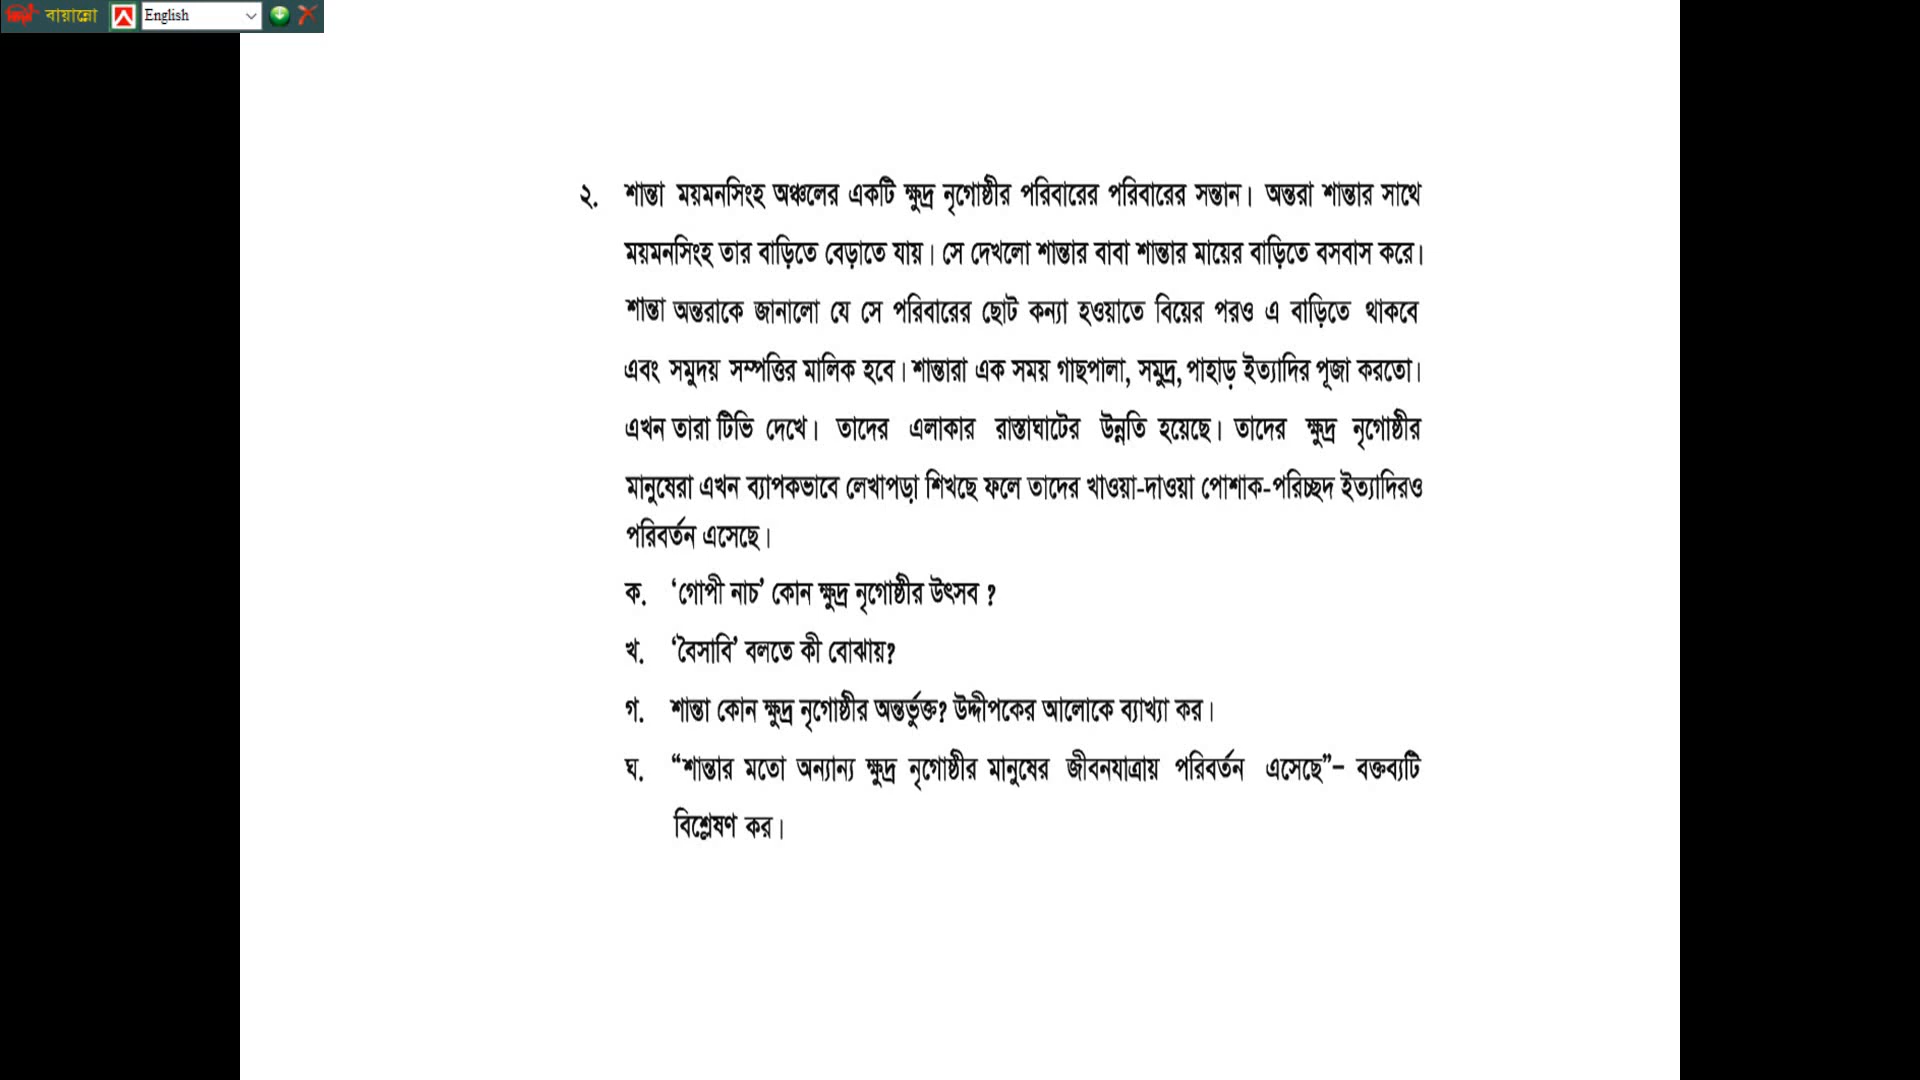 বায়ান্নো English
২. শান্তা ময়মনসিংহ অঞ্চলের একটি ক্ষুদ্র নৃগোষ্ঠীর পরিবারের পরিবারের সন্তান। অন্তরা শান্তার সাথে
ময়মনসিংহ তার বাড়িতে বেড়াতে যায়। সে দেখলো শান্তার বাবা শান্তার মায়ের বাড়িতে বসবাস করে।
শান্তা অন্তরাকে জানালো যে সে পরিবারের ছোট কন্যা হওয়াতে বিয়ের পরও এ বাড়িতে থাকবে
এবং সমুদয় সম্পত্তির মালিক হবে। শান্তারা এক সময় গাছপালা, সমুদ্র, পাহাড় ইত্যাদির পূজা করতো।
এখন তারা টিভি দেখে। তাদের এলাকার রাস্তাঘাটের উন্নতি হয়েছে। তাদের ক্ষুদ্র নৃগোষ্ঠীর
মানুষেরা এখন ব্যাপকভাবে লেখাপড়া শিখছে ফলে তাদের খাওয়া-দাওয়া পোশাক-পরিচ্ছদ ইত্যাদিরও
পরিবর্তন এসেছে।
ক. ‘গোপী নাচ’ কোন ক্ষুদ্র নৃগোষ্ঠীর উৎসব ?
খ. ‘বৈসাবি’ বলতে কী বোঝায়?
গ. শান্তা কোন ক্ষুদ্র নৃগোষ্ঠীর অন্তর্ভুক্ত? উদ্দীপকের আলোকে ব্যাখ্যা কর।
ঘ. “শান্তার মতো অন্যান্য ক্ষুদ্র নৃগোষ্ঠীর মানুষের জীবনযাত্রায় পরিবর্তন এসেছে”– বক্তব্যটি
বিশ্লেষণ কর।